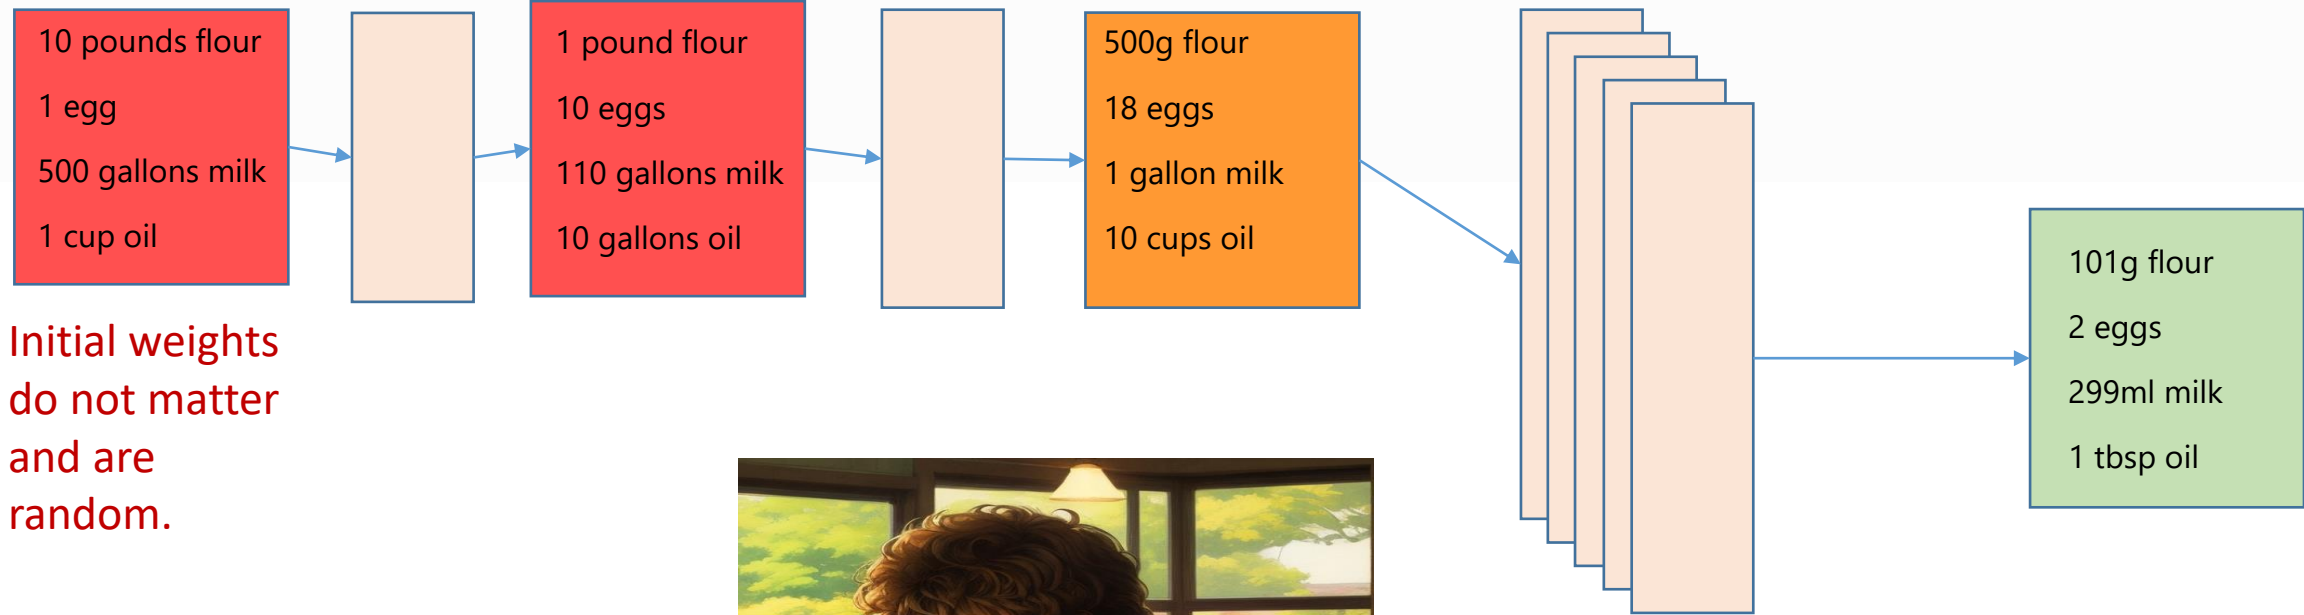 10 pounds flour
1 egg
500 gallons milk
1 cup oil
1 pound flour
10 eggs
110 gallons milk
10 gallons oil
500g flour
18 eggs
1 gallon milk
10 cups oil
101g flour
2 eggs
299ml milk
1 tbsp oil
Initial weights
do not matter
and are
random.